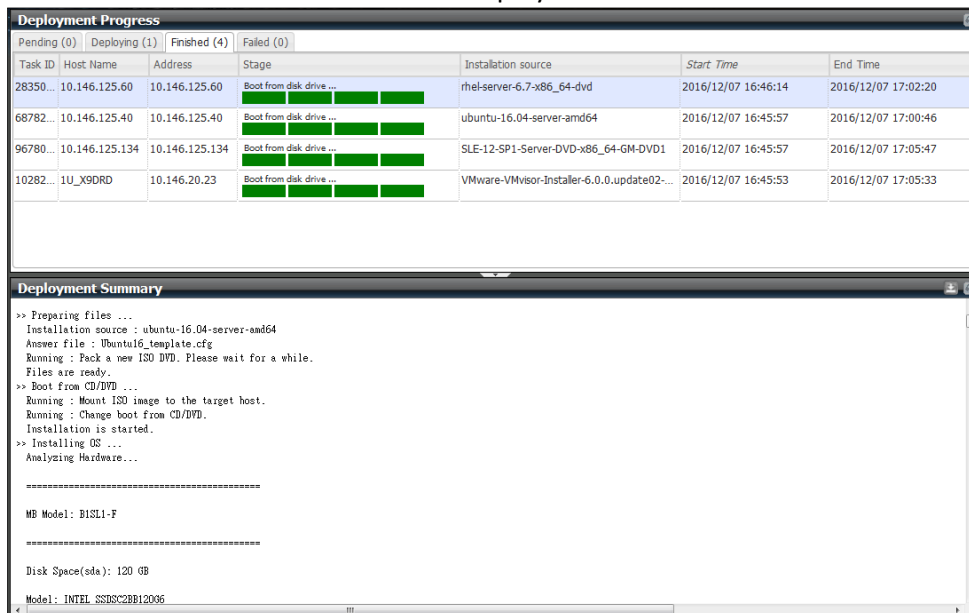 Deployment Progress
Pending (0) Deploying (1) Finished (4) Failed (0)
Task ID Host Name Address Stage Installation source Start Time End Time
28350... 10.146.125.60 10.146.125.60 Boot from disk drive ... rhel-server-6.7-x86_64-dvd 2016/12/07 16:46:14 2016/12/07 17:02:20
68782... 10.146.125.40 10.146.125.40 Boot from disk drive ... ubuntu-16.04-server-amd64 2016/12/07 16:45:57 2016/12/07 17:00:46
96780... 10.146.125.134 10.146.125.134 Boot from disk drive ... SLE-12-SP1-Server-DVD-x86_64-GM-DVD1 2016/12/07 16:45:57 2016/12/07 17:05:47
10282... 1U_X9DRD 10.146.20.23 Boot from disk drive ... VMware-VMvisor-Installer-6.0.0.update02-... 2016/12/07 16:45:53 2016/12/07 17:05:33
Deployment Summary
>> Preparing files ...
Installation source : ubuntu-16.04-server-amd64
Answer file : Ubuntu16_template.cfg
Running : Pack a new ISO DVD. Please wait for a while.
Files are ready.
>> Boot from CD/DVD ...
Running : Mount ISO image to the target host.
Running : Change boot from CD/DVD.
Installation is started.
>> Installing OS ...
Analyzing Hardware...
============================================
MB Model: B1SL1-F
============================================
Disk Space(sda): 120 GB
Model: INTEL SSDSC2BB120G6